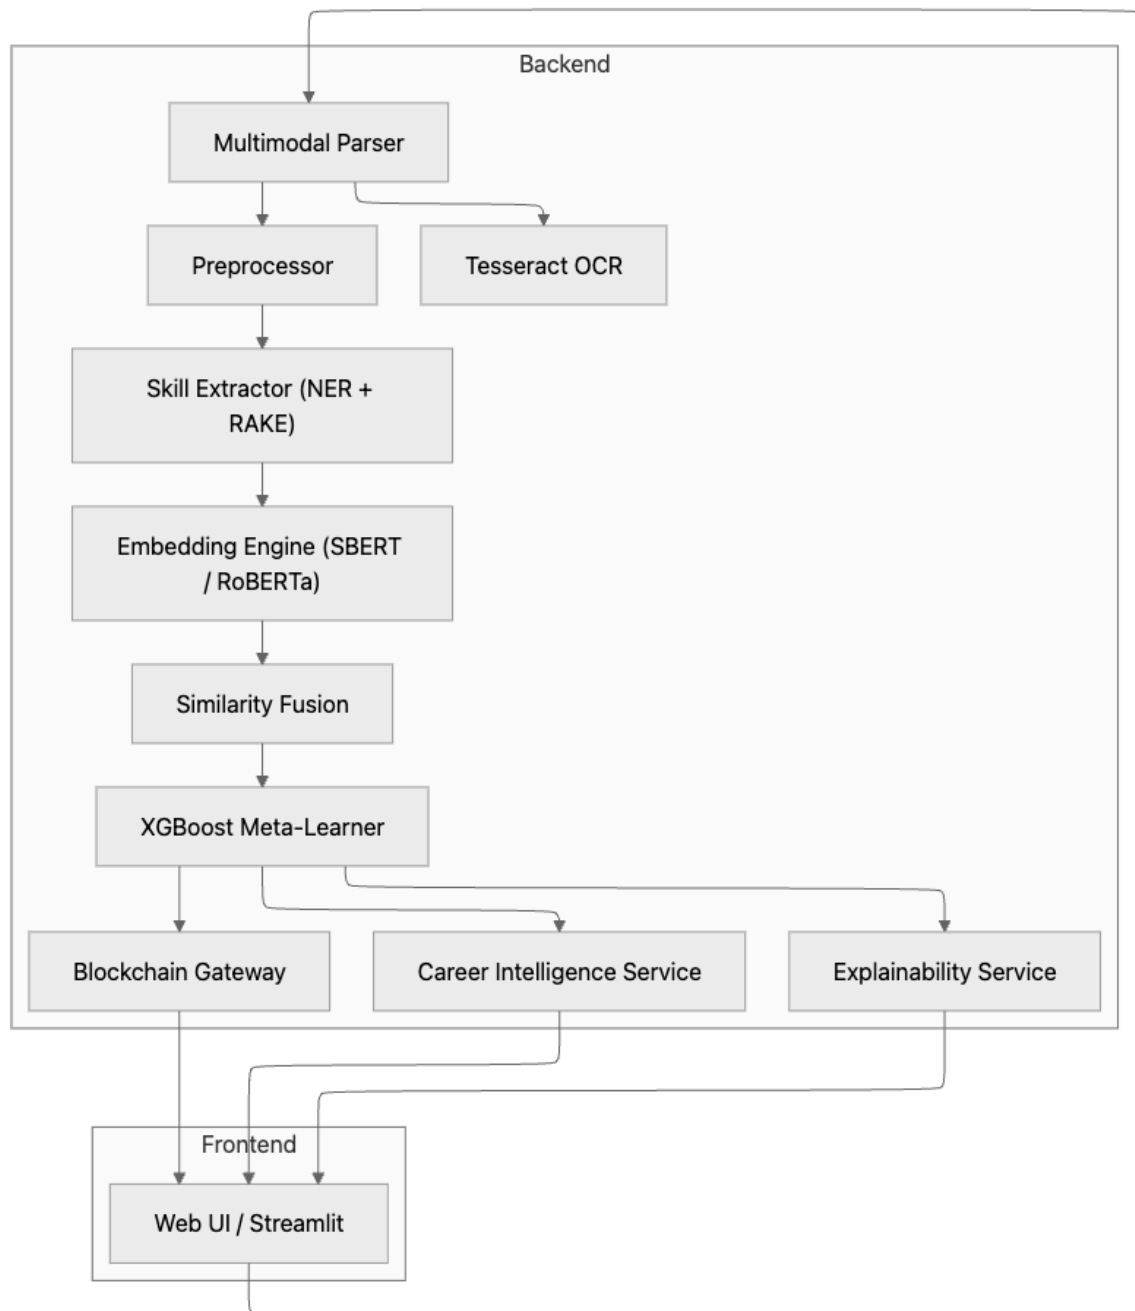 Backend
Multimodal Parser
Preprocessor
Tesseract OCR
Skill Extractor (NER +
RAKE)
Embedding Engine (SBERT
/ RoBERTa)
Similarity Fusion
XGBoost Meta-Learner
Blockchain Gateway
Career Intelligence Service
Explainability Service
Frontend
Web UI / Streamlit